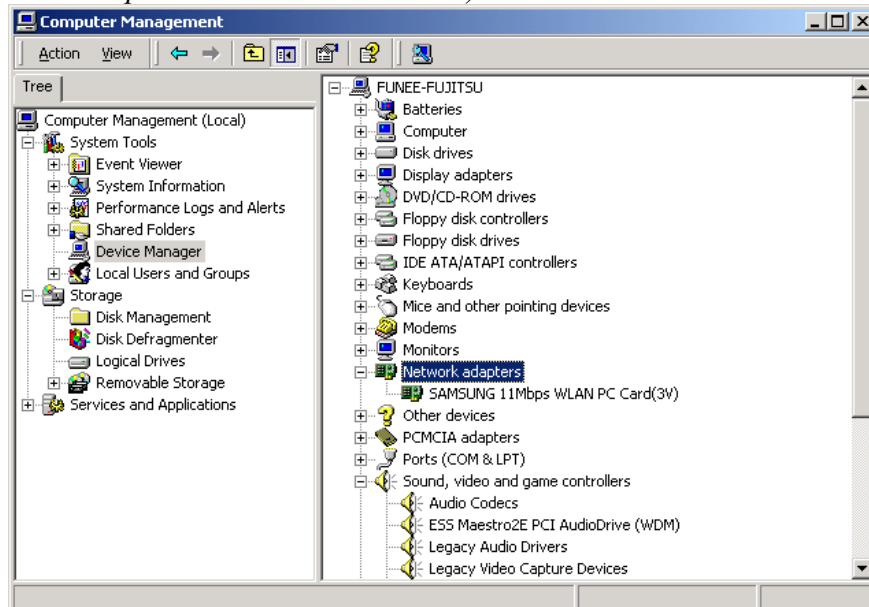 Computer Management
Action View
Tree
Computer Management (Local)
System Tools
Event Viewer
System Information
Performance Logs and Alerts
Shared Folders
Device Manager
Local Users and Groups
Storage
Disk Management
Disk Defragmenter
Logical Drives
Removable Storage
Services and Applications
FUNEE-FUJITSU
Batteries
Computer
Disk drives
Display adapters
DVD/CD-ROM drives
Floppy disk controllers
Floppy disk drives
IDE ATA/ATAPI controllers
Keyboards
Mice and other pointing devices
Modems
Monitors
Network adapters
SAMSUNG 11Mbps WLAN PC Card(3V)
Other devices
PCMCIA adapters
Ports (COM & LPT)
Sound, video and game controllers
Audio Codecs
ESS Maestro2E PCI AudioDrive (WDM)
Legacy Audio Drivers
Legacy Video Capture Devices